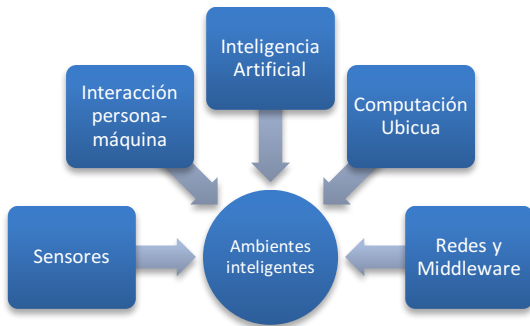 Inteligencia
Artificial
Interacción
persona-
máquina
Computación
Ubicua
Sensores
Ambientes
inteligentes
Redes y
Middleware